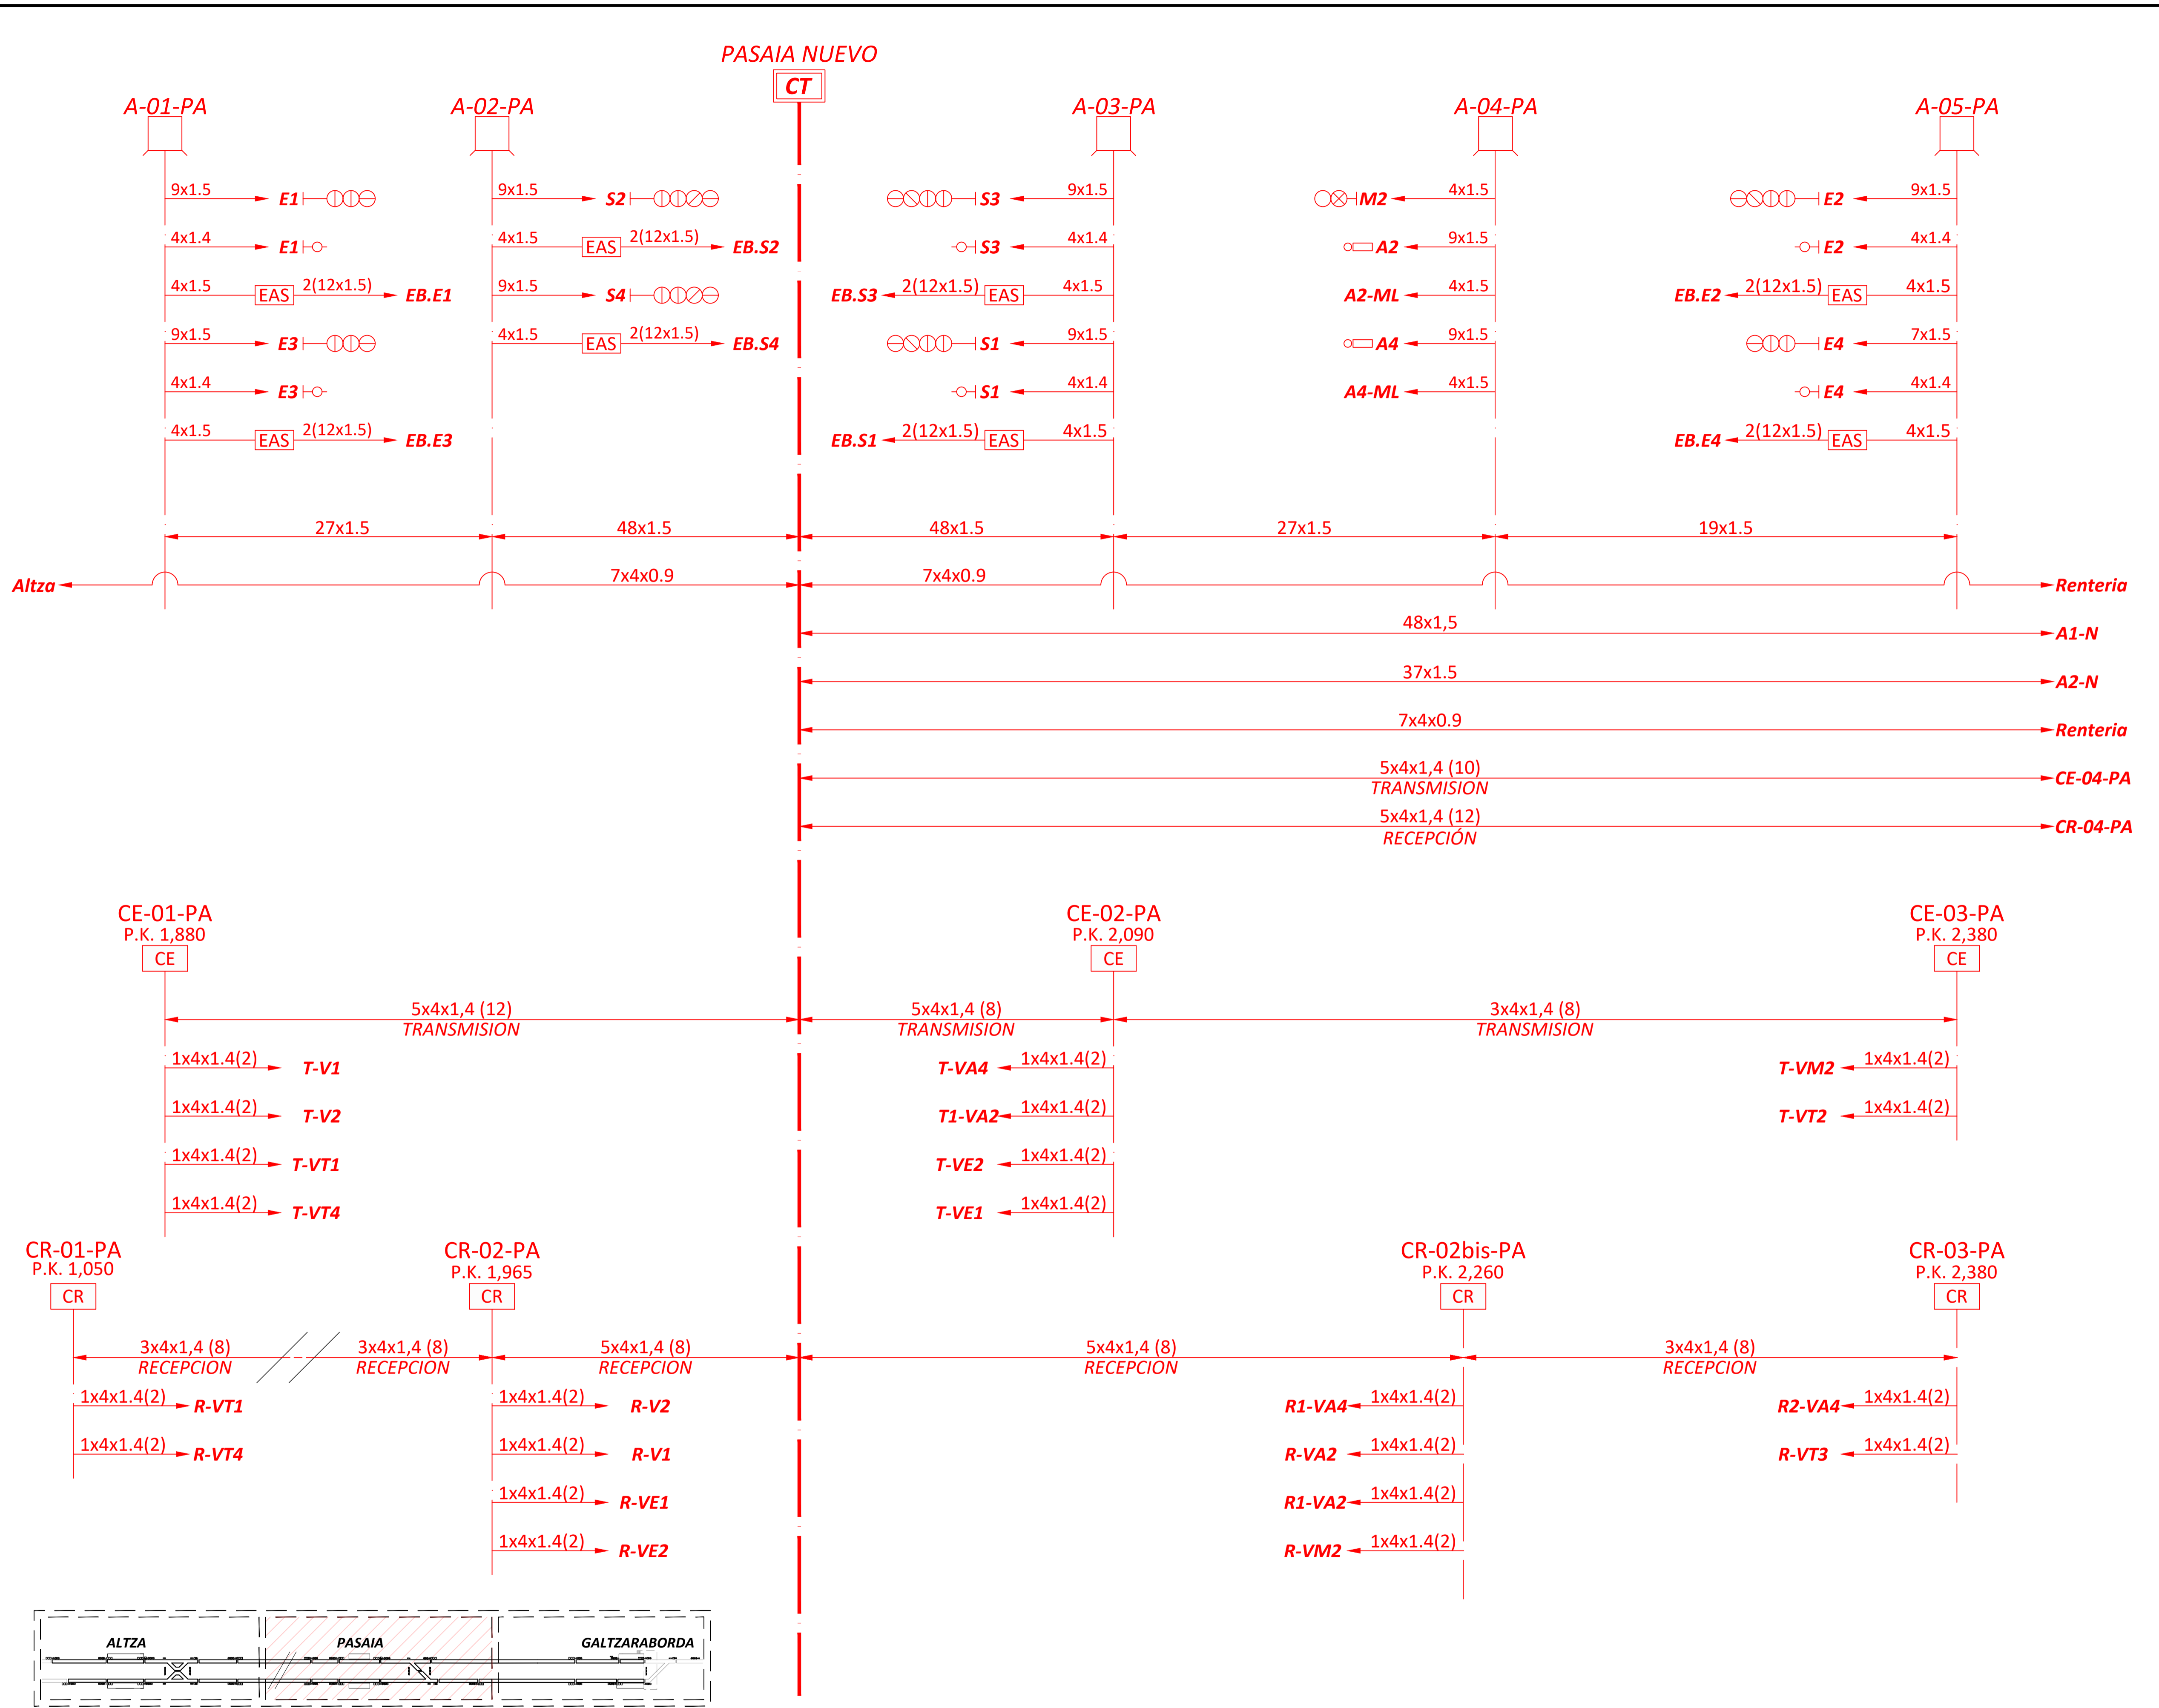 PASAIA NUEVO
CT
A-01-PA
A-02-PA
A-03-PA
A-04-PA
A-05-PA
9x1.5 E1
9x1.5 S2
S3 9x1.5
M2 4x1.5
E2 9x1.5
4x1.4 E1
4x1.5 EAS 2(12x1.5) EB.S2
S3 4x1.4
A2 9x1.5
E2 4x1.4
4x1.5 EAS 2(12x1.5) EB.E1
9x1.5 S4
EB.S3 2(12x1.5) EAS 4x1.5
A2-ML 4x1.5
EB.E2 2(12x1.5) EAS 4x1.5
9x1.5 E3
4x1.5 EAS 2(12x1.5) EB.S4
S1 9x1.5
A4 9x1.5
E4 7x1.5
4x1.4 E3
S1 4x1.4
A4-ML 4x1.5
E4 4x1.4
4x1.5 EAS 2(12x1.5) EB.E3
EB.S1 2(12x1.5) EAS 4x1.5
EB.E4 2(12x1.5) EAS 4x1.5
27x1.5 48x1.5 48x1.5 27x1.5 19x1.5
Altza 7x4x0.9 7x4x0.9 Renteria
48x1,5 A1-N
37x1.5 A2-N
7x4x0.9 Renteria
5x4x1,4 (10) CE-04-PA
TRANSMISION
5x4x1,4 (12) CR-04-PA
RECEPCIÓN
CE-01-PA
P.K. 1,880
CE
CE-02-PA
P.K. 2,090
CE
CE-03-PA
P.K. 2,380
CE
5x4x1,4 (12)
TRANSMISION
5x4x1,4 (8)
TRANSMISION
3x4x1,4 (8)
TRANSMISION
1x4x1.4(2) T-V1
T-VA4 1x4x1.4(2)
T-VM2 1x4x1.4(2)
1x4x1.4(2) T-V2
T1-VA2 1x4x1.4(2)
T-VT2 1x4x1.4(2)
1x4x1.4(2) T-VT1
T-VE2 1x4x1.4(2)
1x4x1.4(2) T-VT4
T-VE1 1x4x1.4(2)
CR-01-PA
P.K. 1,050
CR
CR-02-PA
P.K. 1,965
CR
CR-02bis-PA
P.K. 2,260
CR
CR-03-PA
P.K. 2,380
CR
3x4x1,4 (8)
RECEPCION
3x4x1,4 (8)
RECEPCION
5x4x1,4 (8)
RECEPCION
5x4x1,4 (8)
RECEPCION
3x4x1,4 (8)
RECEPCION
1x4x1.4(2) R-VT1
1x4x1.4(2) R-V2
R1-VA4 1x4x1.4(2)
R2-VA4 1x4x1.4(2)
1x4x1.4(2) R-VT4
1x4x1.4(2) R-V1
R-VA2 1x4x1.4(2)
R-VT3 1x4x1.4(2)
1x4x1.4(2) R-VE1
R1-VA2 1x4x1.4(2)
1x4x1.4(2) R-VE2
R-VM2 1x4x1.4(2)
ALTZA
PASAIA
GALTZARABORDA